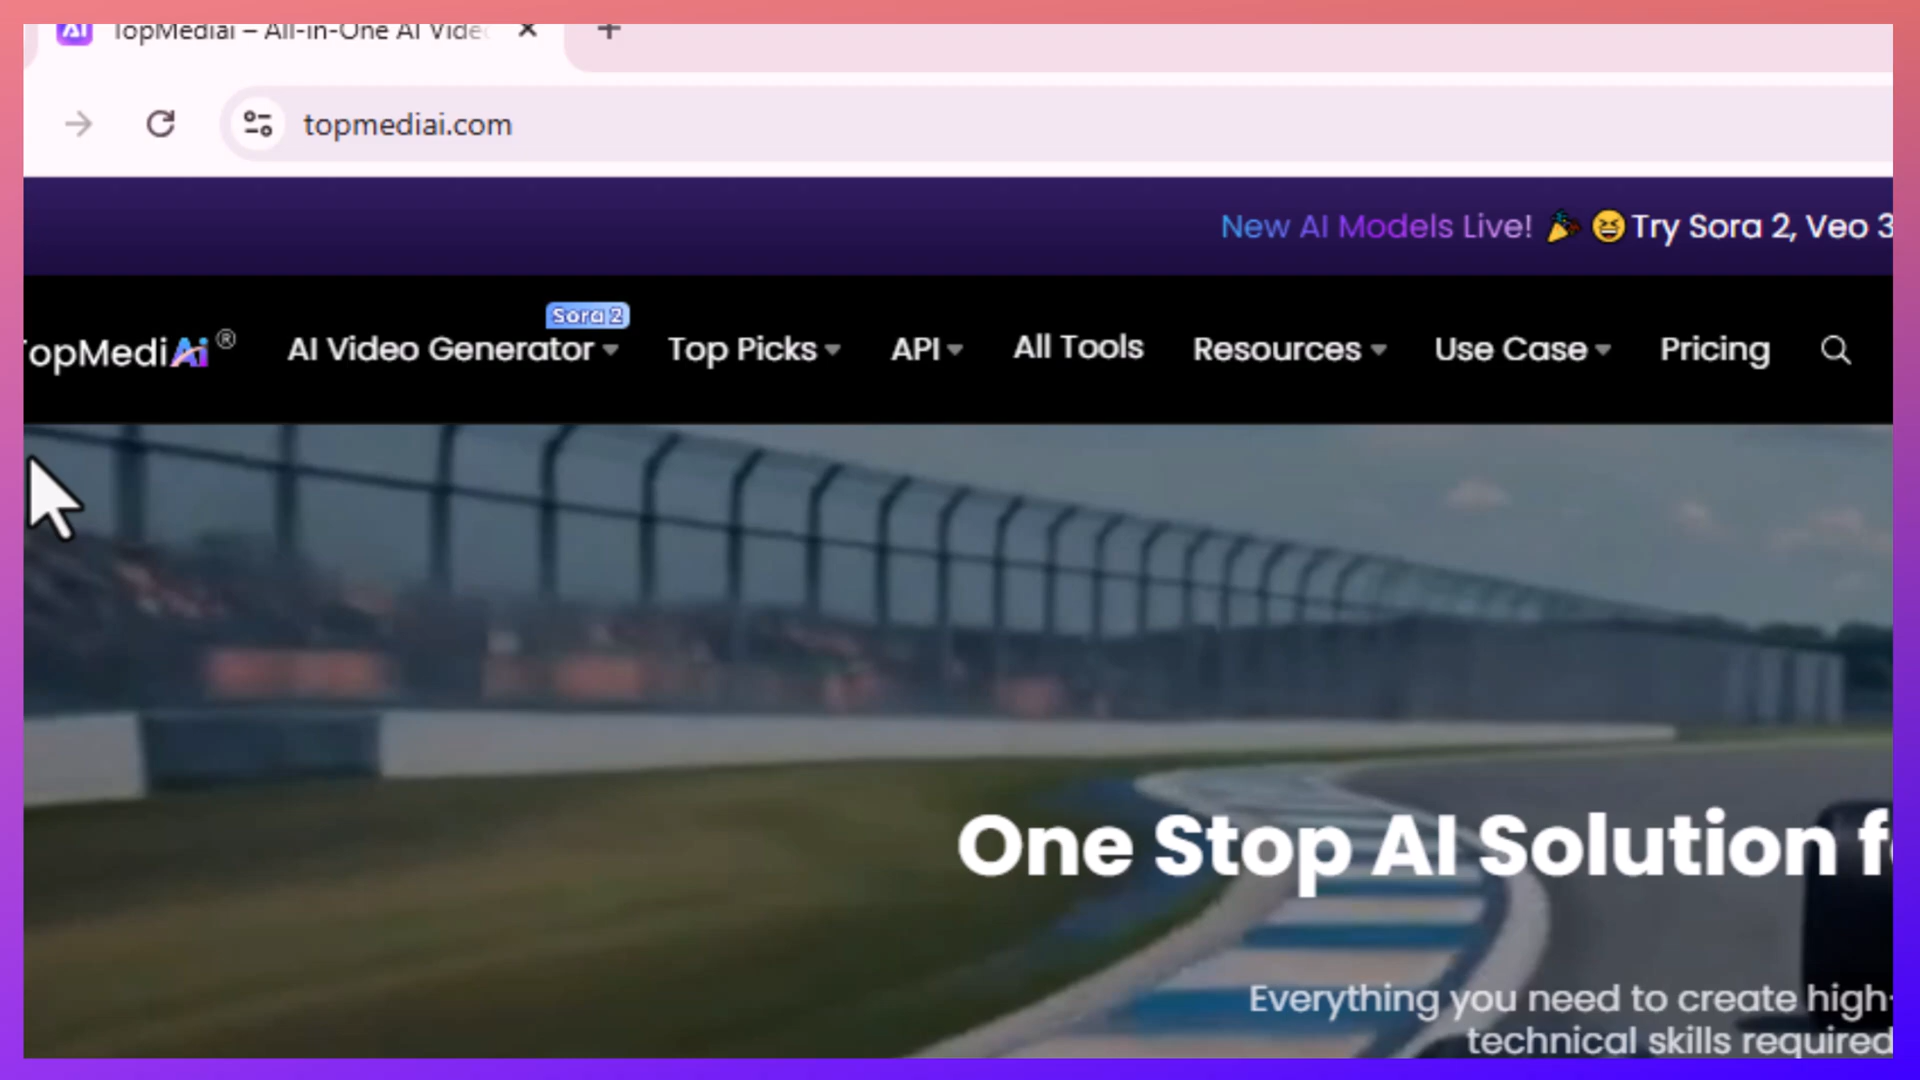 TopMediai – All-in-One AI Vide
topmediai.com
New AI Models Live! 🎉 😆 Try Sora 2, Veo 3
Sora 2
opMediAi®
AI Video Generator
Top Picks
API
All Tools
Resources
Use Case
Pricing
One Stop AI Solution f
Everything you need to create high-
technical skills required